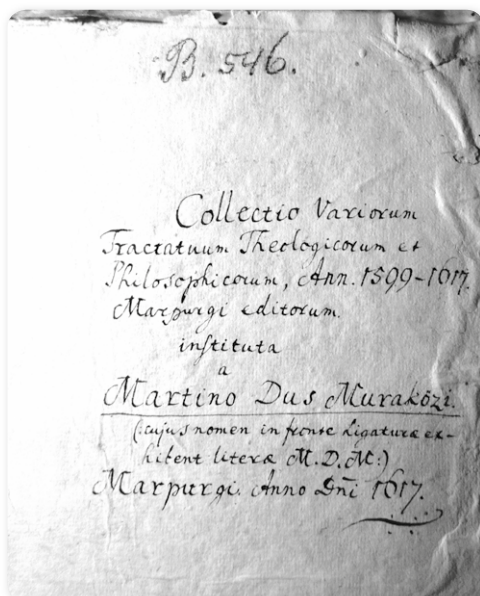 B. 546.
Collectio Variorum
Tractatuum Theologicorum et
Philosophicorum, Ann. 1599-1617.
Marpurgi editorum.
instituta
a
Martino Dus Muraközi.
(cujus nomen in fronte Ligaturæ ex-
hibent literæ M.D.M:)
Marpurgi. Anno Dn̄i 1617.